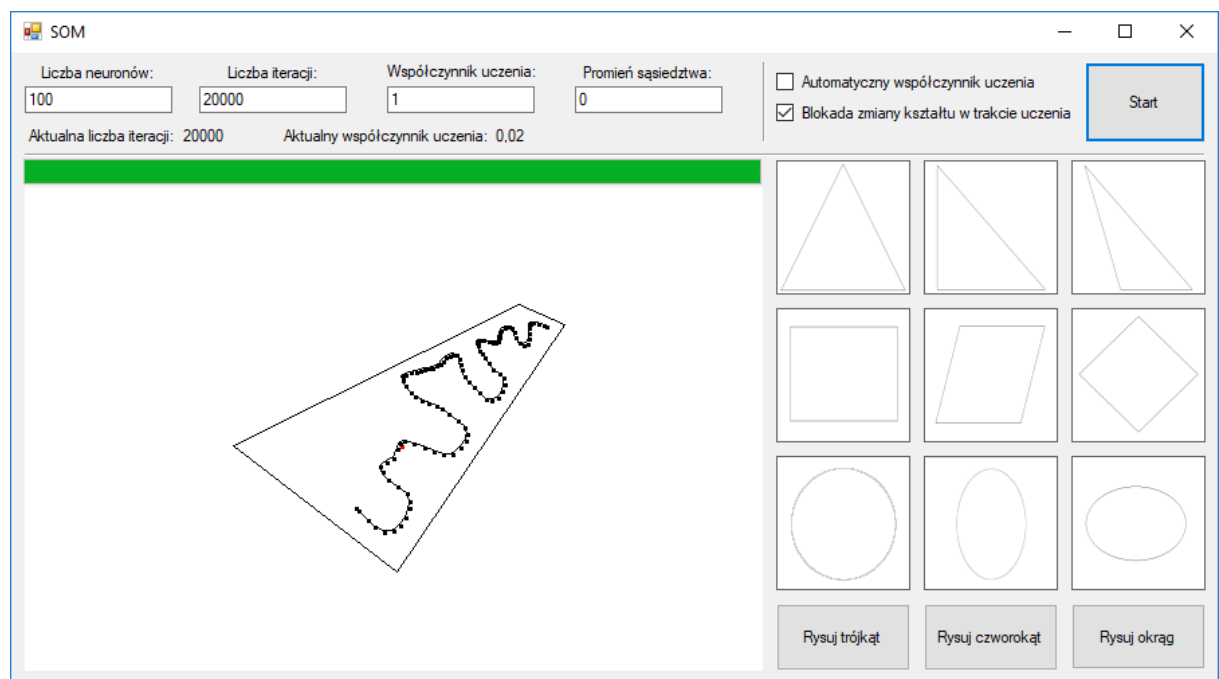 SOM
Liczba neuronów: Liczba iteracji: Współczynnik uczenia: Promień sąsiedztwa:
100 20000 1 0
Automatyczny współczynnik uczenia
Blokada zmiany kształtu w trakcie uczenia
Start
Aktualna liczba iteracji: 20000 Aktualny współczynnik uczenia: 0,02
Rysuj trójkąt Rysuj czworokąt Rysuj okrąg